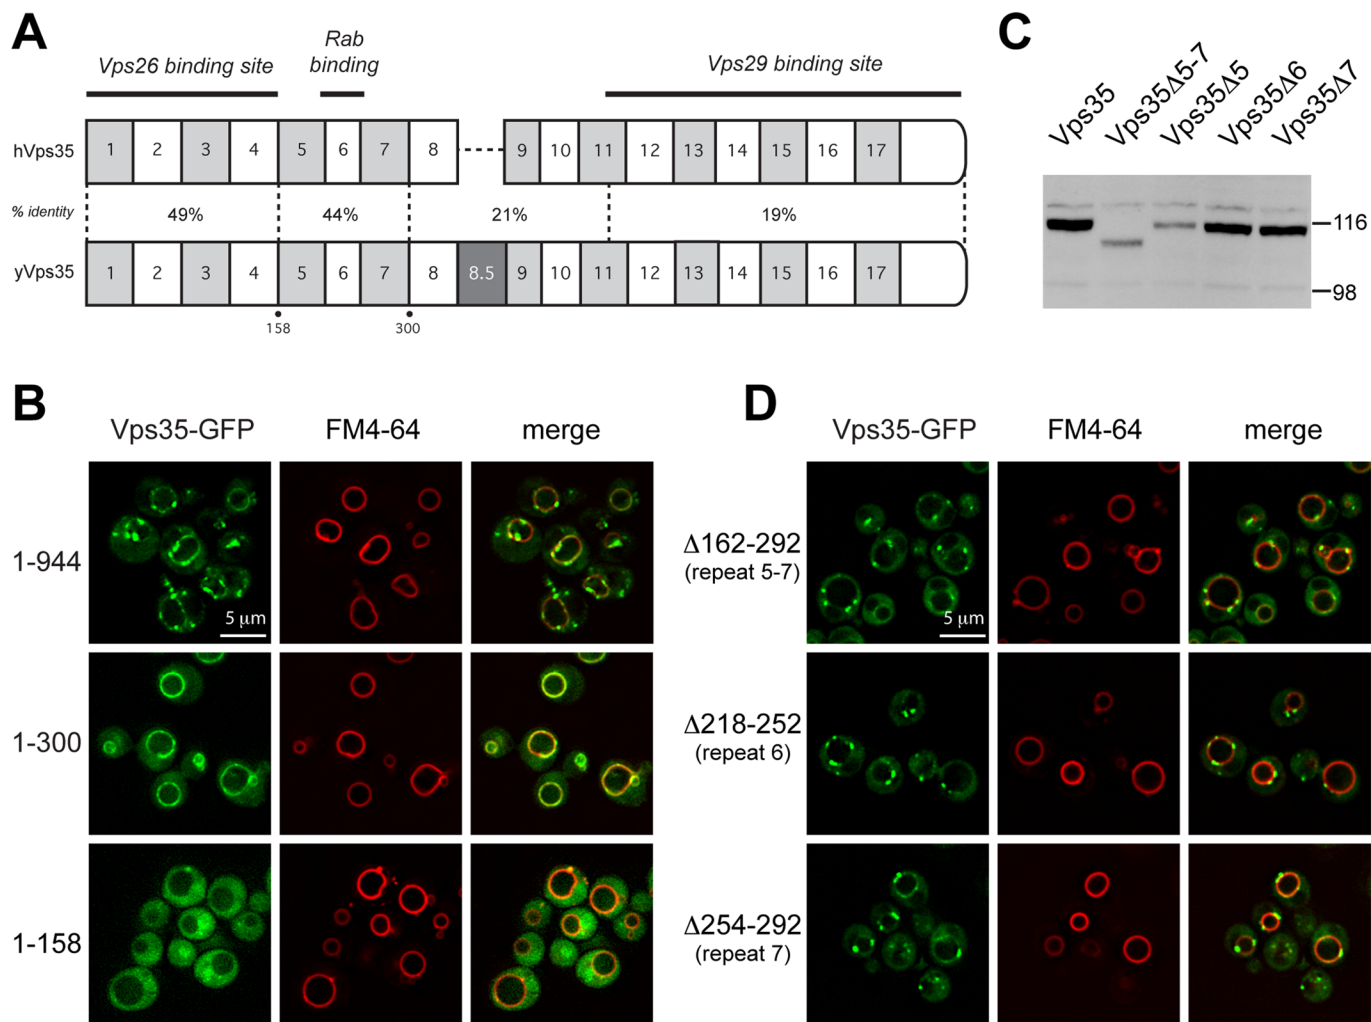 A
Vps26 binding site
Rab
binding
Vps29 binding site
hVps35
1 2 3 4 5 6 7 8 9 10 11 12 13 14 15 16 17
% identity
49% 44% 21% 19%
yVps35
1 2 3 4 5 6 7 8 8.5 9 10 11 12 13 14 15 16 17
158 300
C
Vps35 Vps35Δ5-7 Vps35Δ5 Vps35Δ6 Vps35Δ7
116
98
B
Vps35-GFP FM4-64 merge
1-944
5 μm
1-300
1-158
D
Vps35-GFP FM4-64 merge
Δ162-292
(repeat 5-7)
5 μm
Δ218-252
(repeat 6)
Δ254-292
(repeat 7)